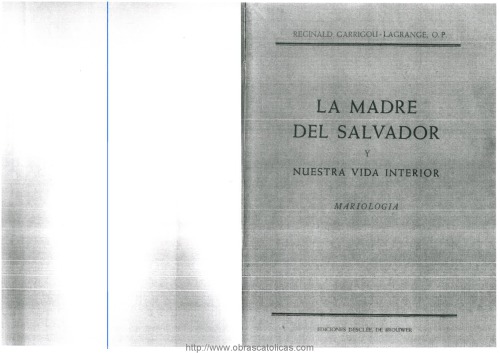 REGINALD GARRIGOU-LAGRANGE, O.P.
LA MADRE
DEL SALVADOR
Y
NUESTRA VIDA INTERIOR
MARIOLOGIA
EDICIONES DESCLÉE, DE BROUWER
http://www.obrascatolicas.com